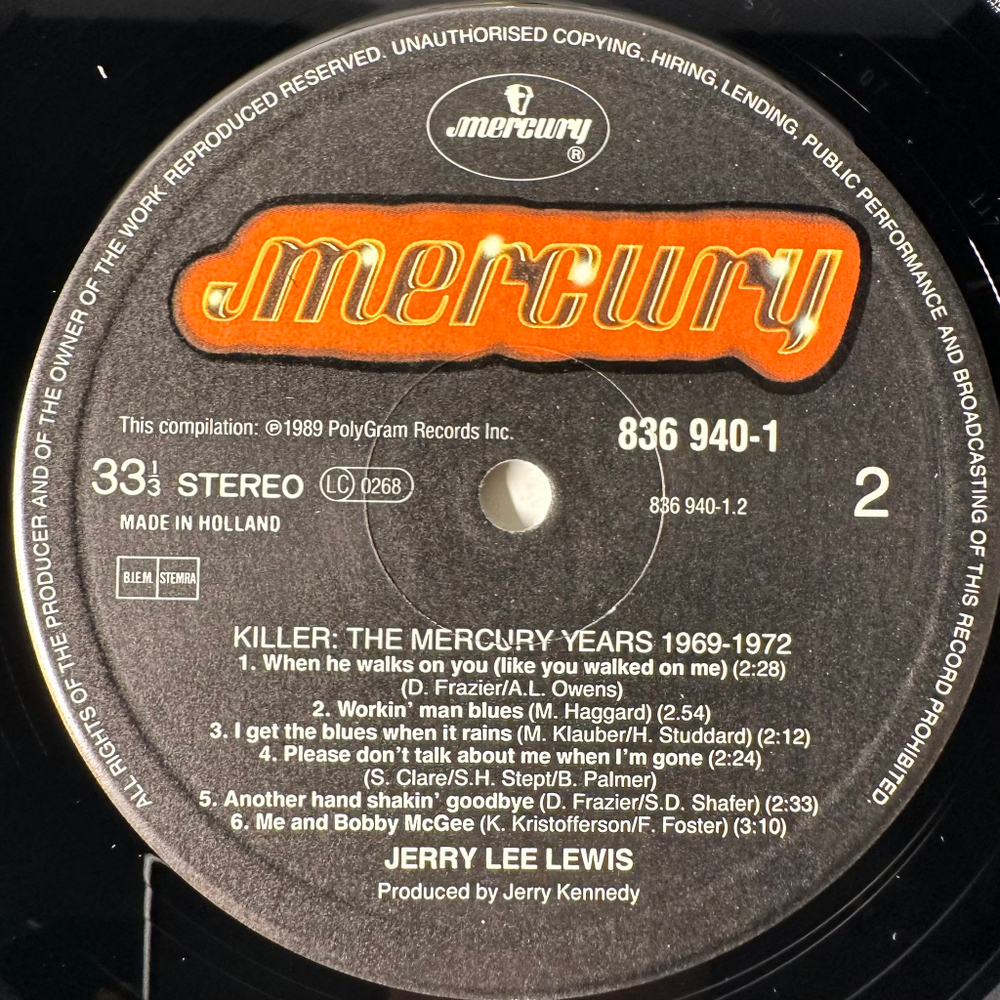 ALL RIGHTS OF THE PRODUCER AND OF THE OWNER OF THE WORK REPRODUCED RESERVED. UNAUTHORISED COPYING, HIRING, LENDING, PUBLIC PERFORMANCE AND BROADCASTING OF THIS RECORD PROHIBITED.
mercury
®
mercury
This compilation: ℗1989 PolyGram Records Inc.
836 940-1
33⅓ STEREO LC 0268
836 940-1.2
2
MADE IN HOLLAND
B.I.E.M. STEMRA
KILLER: THE MERCURY YEARS 1969-1972
1. When he walks on you (like you walked on me) (2:28)
(D. Frazier/A.L. Owens)
2. Workin' man blues (M. Haggard) (2.54)
3. I get the blues when it rains (M. Klauber/H. Studdard) (2:12)
4. Please don't talk about me when I'm gone (2:24)
(S. Clare/S.H. Stept/B. Palmer)
5. Another hand shakin' goodbye (D. Frazier/S.D. Shafer) (2:33)
6. Me and Bobby McGee (K. Kristofferson/F. Foster) (3:10)
JERRY LEE LEWIS
Produced by Jerry Kennedy